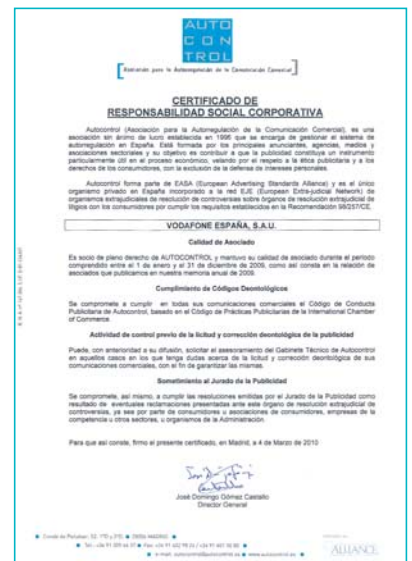 AUTO
CON
TROL
Asociación para la Autorregulación de la Comunicación Comercial
CERTIFICADO DE
RESPONSABILIDAD SOCIAL CORPORATIVA
Autocontrol (Asociación para la Autorregulación de la Comunicación Comercial), es una
asociación sin ánimo de lucro establecida en 1996 que se encarga de gestionar el sistema de
autorregulación en España. Está formada por los principales anunciantes, agencias, medios y
asociaciones sectoriales y su objetivo es contribuir a que la publicidad constituya un instrumento
particularmente útil en el proceso económico, velando por el respeto a la ética publicitaria y a los
derechos de los consumidores, con la exclusión de la defensa de intereses personales.
Autocontrol forma parte de EASA (European Advertising Standards Alliance) y es el único
organismo privado en España incorporado a la red EJE (European Extra-judicial Network) de
organismos extrajudiciales de resolución de controversias sobre órganos de resolución extrajudicial de
litigios con los consumidores por cumplir los requisitos establecidos en la Recomendación 98/257/CE.
VODAFONE ESPAÑA, S.A.U.
Calidad de Asociado
Es socio de pleno derecho de AUTOCONTROL y mantuvo su calidad de asociado durante el período
comprendido entre el 1 de enero y el 31 de diciembre de 2009, como así consta en la relación de
asociados que publicamos en nuestra memoria anual de 2009.
Cumplimiento de Códigos Deontológicos
Se compromete a cumplir en todas sus comunicaciones comerciales el Código de Conducta
Publicitaria de Autocontrol, basado en el Código de Prácticas Publicitarias de la International Chamber
of Commerce
Actividad de control previo de la licitud y corrección deontológica de la publicidad
Puede, con anterioridad a su difusión, solicitar el asesoramiento del Gabinete Técnico de Autocontrol
en aquellos casos en los que tenga dudas acerca de la licitud y corrección deontológica de sus
comunicaciones comerciales, con el fin de garantizar las mismas.
Sometimiento al Jurado de la Publicidad
Se compromete, así mismo, a cumplir las resoluciones emitidas por el Jurado de la Publicidad como
resultado de eventuales reclamaciones presentadas ante este órgano de resolución extrajudicial de
controversias, ya sea por parte de consumidores u asociaciones de consumidores, empresas de la
competencia u otros sectores, u organismos de la Administración.
Para que así conste, firmo el presente certificado, en Madrid, a 4 de Marzo de 2010
José Domingo Gómez Castallo
Director General
ALLIANCE